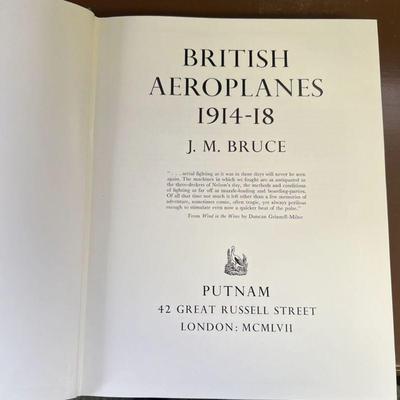 BRITISH
AEROPLANES
1914-18
J. M. BRUCE
". . . aerial fighting as it was in those days will never be seen
again. The machines in which we fought are as antiquated as
the three-deckers of Nelson's day, the methods and conditions
of fighting as far off as muzzle-loading and boarding-parties.
Of all that time not much is left other than a few memories of
adventure, sometimes comic, often tragic, yet always perilous
enough to stimulate even now a quicker beat of the pulse."
From Wind in the Wires by Duncan Grinnell-Milne
PUTNAM
42 GREAT RUSSELL STREET
LONDON: MCMLVII